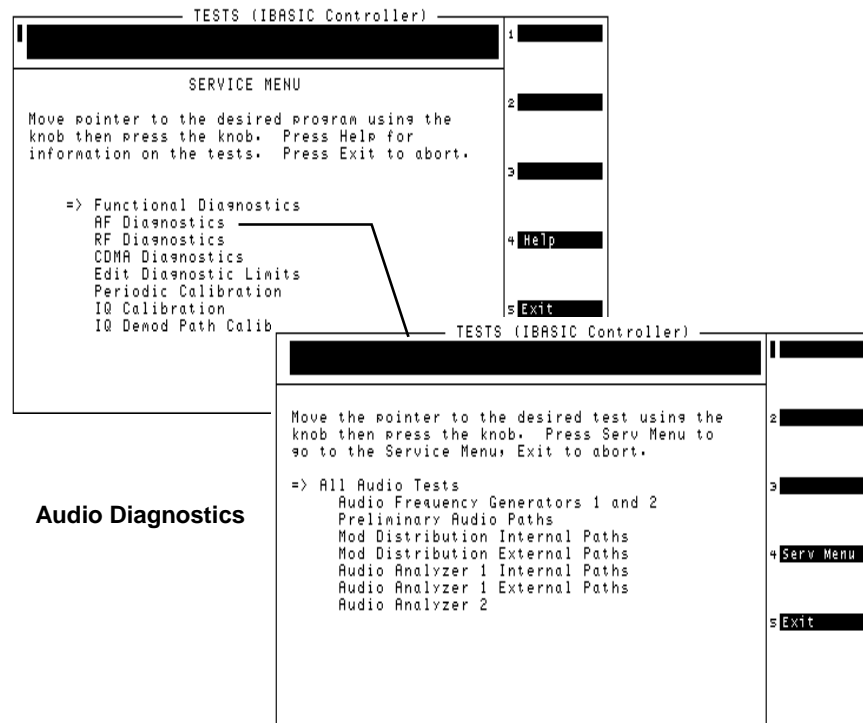 TESTS (IBASIC Controller)
1
SERVICE MENU
Move pointer to the desired program using the
knob then press the knob. Press Help for
information on the tests. Press Exit to abort.
2
3
=> Functional Diagnostics
AF Diagnostics
RF Diagnostics
CDMA Diagnostics
Edit Diagnostic Limits
Periodic Calibration
IQ Calibration
IQ Demod Path Calib
4 Help
5 Exit
TESTS (IBASIC Controller)
Move the pointer to the desired test using the
knob then press the knob. Press Serv Menu to
go to the Service Menu, Exit to abort.
2
3
=> All Audio Tests
Audio Frequency Generators 1 and 2
Preliminary Audio Paths
Mod Distribution Internal Paths
Mod Distribution External Paths
Audio Analyzer 1 Internal Paths
Audio Analyzer 1 External Paths
Audio Analyzer 2
4 Serv Menu
5 Exit
Audio Diagnostics